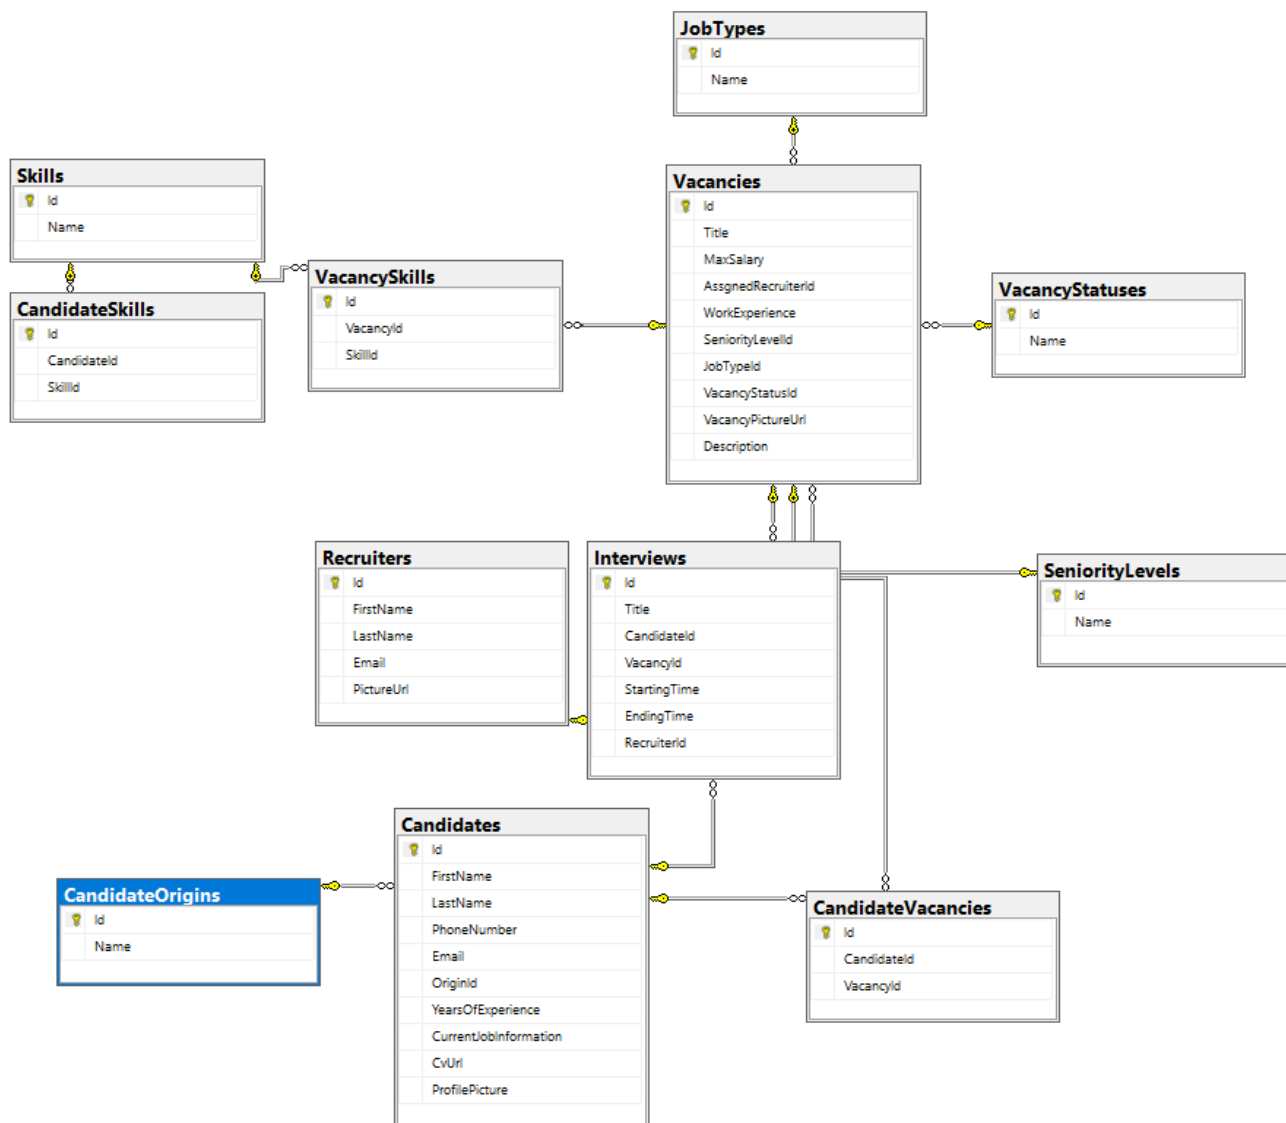 JobTypes
Id
Name
Skills
Id
Name
Vacancies
Id
Title
MaxSalary
AssgnedRecruiterId
WorkExperience
SeniorityLevelId
JobTypeId
VacancyStatusId
VacancyPictureUrl
Description
VacancySkills
Id
VacancyId
SkillId
VacancyStatuses
Id
Name
CandidateSkills
Id
CandidateId
SkillId
Recruiters
Id
FirstName
LastName
Email
PictureUrl
Interviews
Id
Title
CandidateId
VacancyId
StartingTime
EndingTime
RecruiterId
SeniorityLevels
Id
Name
Candidates
Id
FirstName
LastName
PhoneNumber
Email
OriginId
YearsOfExperience
CurrentJobInformation
CvUrl
ProfilePicture
CandidateOrigins
Id
Name
CandidateVacancies
Id
CandidateId
VacancyId